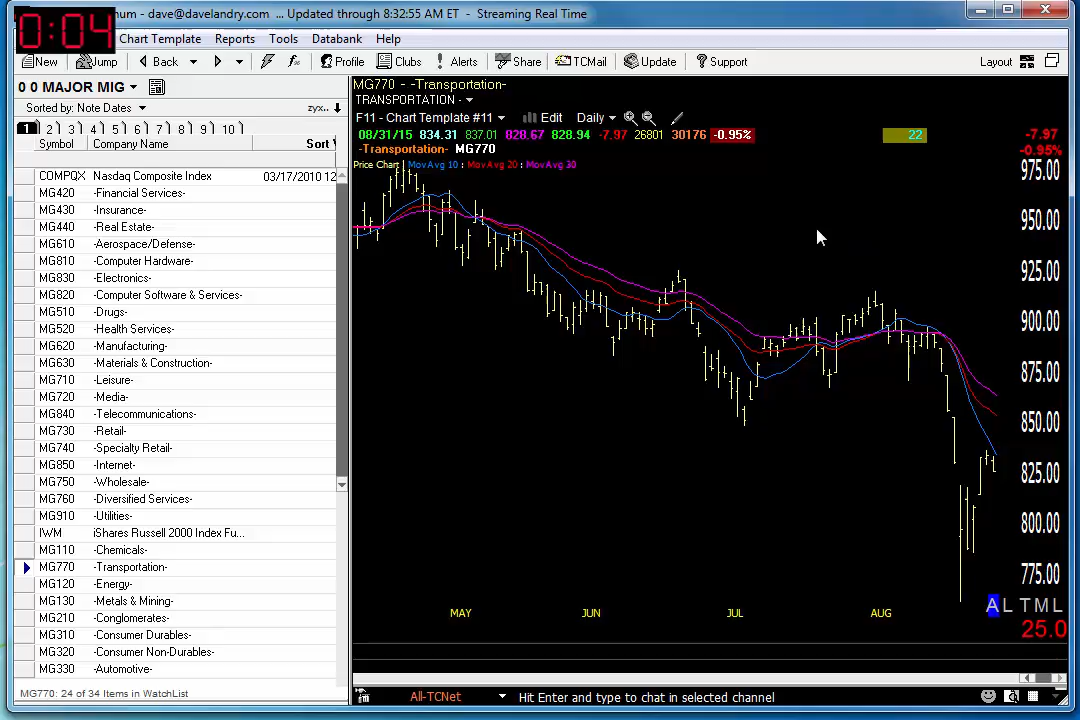 0:04
num - dave@davelandry.com ... Updated through 8:32:55 AM ET - Streaming Real Time
Chart Template Reports Tools Databank Help
New Jump Back Profile Clubs Alerts Share TCMail Update Support Layout
0 0 MAJOR MIG
Sorted by: Note Dates zyx..
1 2 3 4 5 6 7 8 9 10
Symbol Company Name Sort
COMPQX Nasdaq Composite Index 03/17/2010 12
MG420 -Financial Services-
MG430 -Insurance-
MG440 -Real Estate-
MG610 -Aerospace/Defense-
MG810 -Computer Hardware-
MG830 -Electronics-
MG820 -Computer Software & Services-
MG510 -Drugs-
MG520 -Health Services-
MG620 -Manufacturing-
MG630 -Materials & Construction-
MG710 -Leisure-
MG720 -Media-
MG840 -Telecommunications-
MG730 -Retail-
MG740 -Specialty Retail-
MG850 -Internet-
MG750 -Wholesale-
MG760 -Diversified Services-
MG910 -Utilities-
IWM iShares Russell 2000 Index Fu...
MG110 -Chemicals-
MG770 -Transportation-
MG120 -Energy-
MG130 -Metals & Mining-
MG210 -Conglomerates-
MG310 -Consumer Durables-
MG320 -Consumer Non-Durables-
MG330 -Automotive-
MG770: 24 of 34 Items in WatchList
MG770 - -Transportation-
TRANSPORTATION -
F11 - Chart Template #11 Edit Daily
08/31/15 834.31 837.01 828.67 828.94 -7.97 26801 30176 -0.95% 22 -7.97
-Transportation- MG770 -0.95%
Price Chart MovAvg 10 : MovAvg 20 : MovAvg 30
975.00
950.00
925.00
900.00
875.00
850.00
825.00
800.00
775.00
A L T M L
MAY JUN JUL AUG
25.0
All-TCNet Hit Enter and type to chat in selected channel